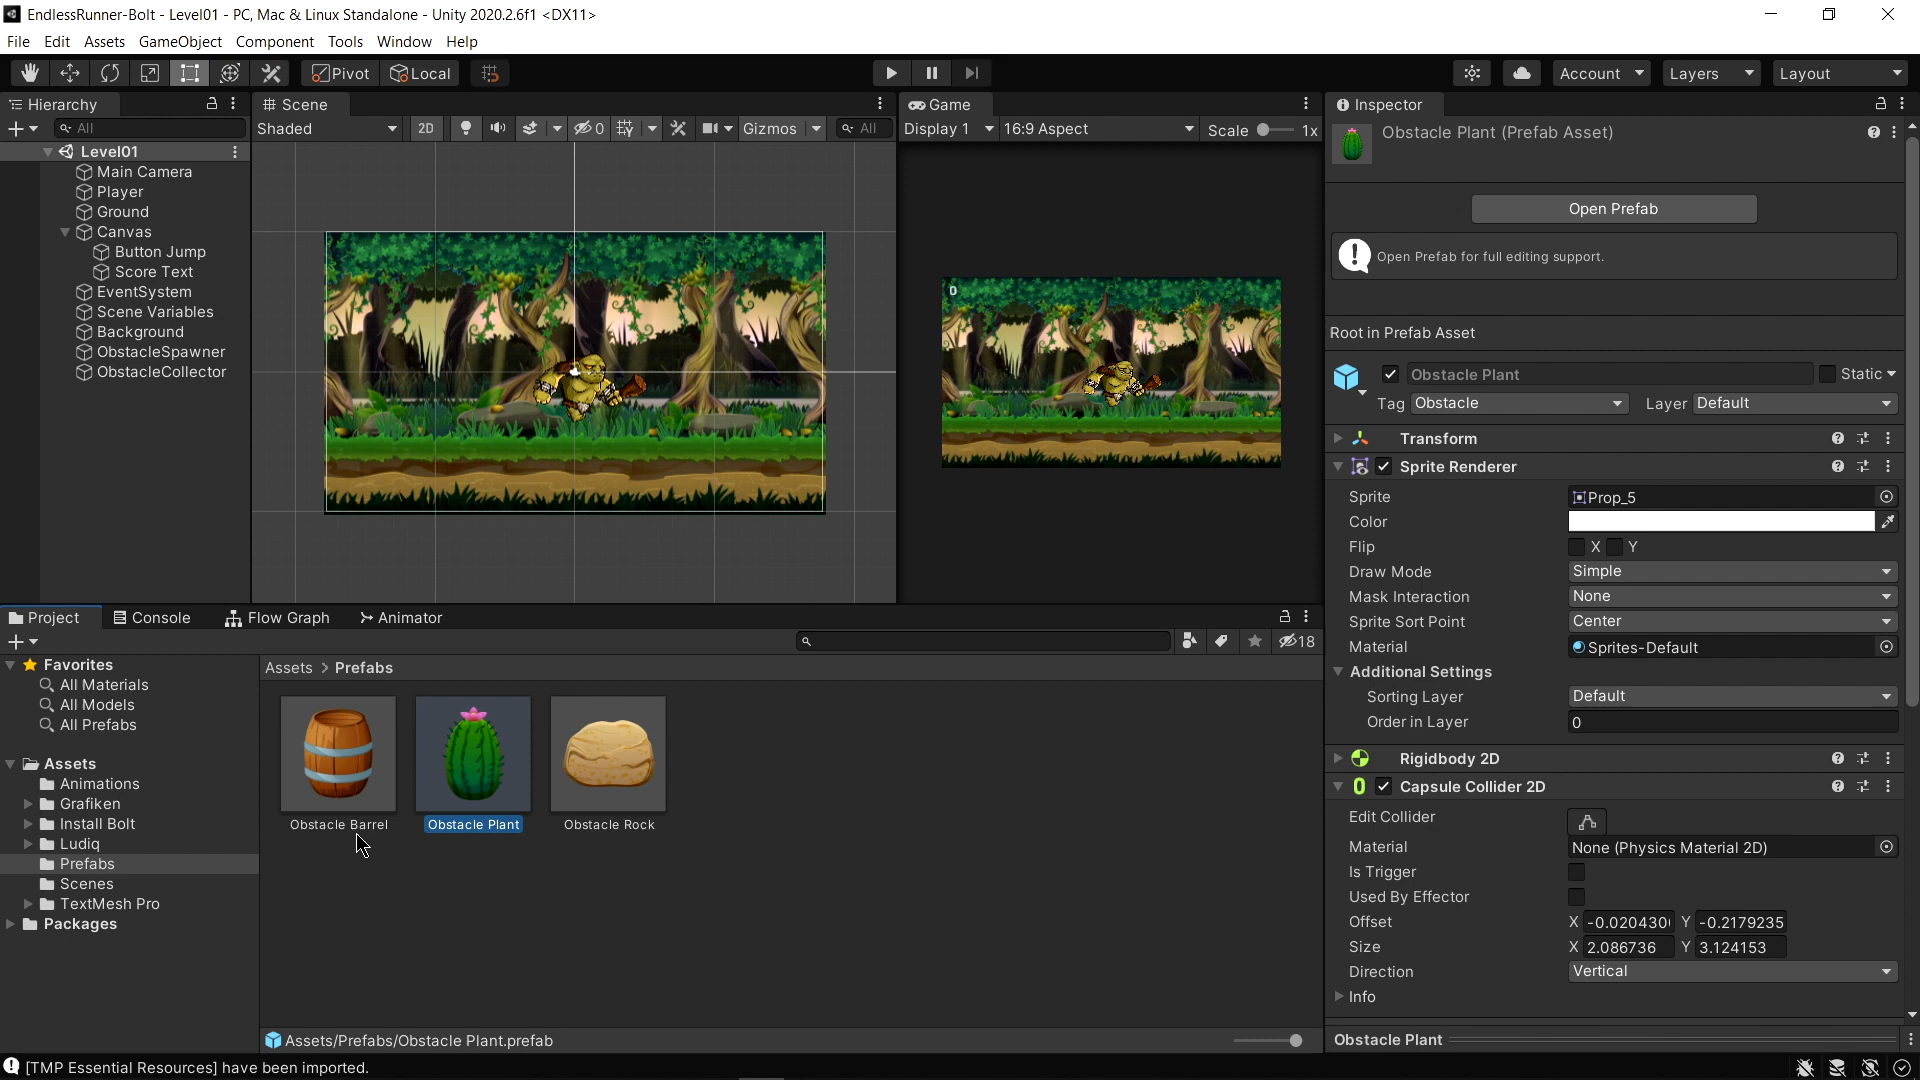 EndlessRunner-Bolt - Level01 - PC, Mac & Linux Standalone - Unity 2020.2.6f1 <DX11>
File Edit Assets GameObject Component Tools Window Help
Pivot Local Account Layers Layout
Hierarchy
All
Level01
Main Camera
Player
Ground
Canvas
Button Jump
Score Text
EventSystem
Scene Variables
Background
ObstacleSpawner
ObstacleCollector
Scene
Shaded 2D 0 Gizmos All
Game
Display 1 16:9 Aspect Scale 1x
0
Inspector
Obstacle Plant (Prefab Asset)
Open Prefab
Open Prefab for full editing support.
Root in Prefab Asset
Obstacle Plant Static
Tag Obstacle Layer Default
Transform
Sprite Renderer
Sprite Prop_5
Color
Flip X Y
Draw Mode Simple
Mask Interaction None
Sprite Sort Point Center
Material Sprites-Default
Additional Settings
Sorting Layer Default
Order in Layer 0
Rigidbody 2D
Capsule Collider 2D
Edit Collider
Material None (Physics Material 2D)
Is Trigger
Used By Effector
Offset X -0.020430 Y -0.2179235
Size X 2.086736 Y 3.124153
Direction Vertical
Info
Obstacle Plant
Project Console Flow Graph Animator
18
Favorites
All Materials
All Models
All Prefabs
Assets
Animations
Grafiken
Install Bolt
Ludiq
Prefabs
Scenes
TextMesh Pro
Packages
Assets > Prefabs
Obstacle Barrel Obstacle Plant Obstacle Rock
Assets/Prefabs/Obstacle Plant.prefab
[TMP Essential Resources] have been imported.